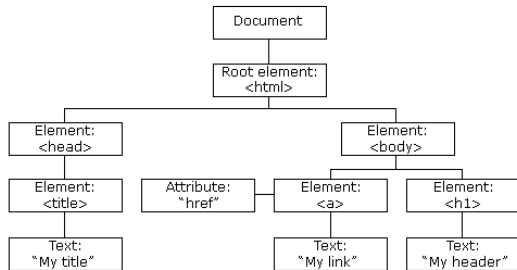 Document
Root element:
<html>
Element:
<head>
Element:
<body>
Element:
<title>
Attribute:
"href"
Element:
<a>
Element:
<h1>
Text:
"My title"
Text:
"My link"
Text:
"My header"